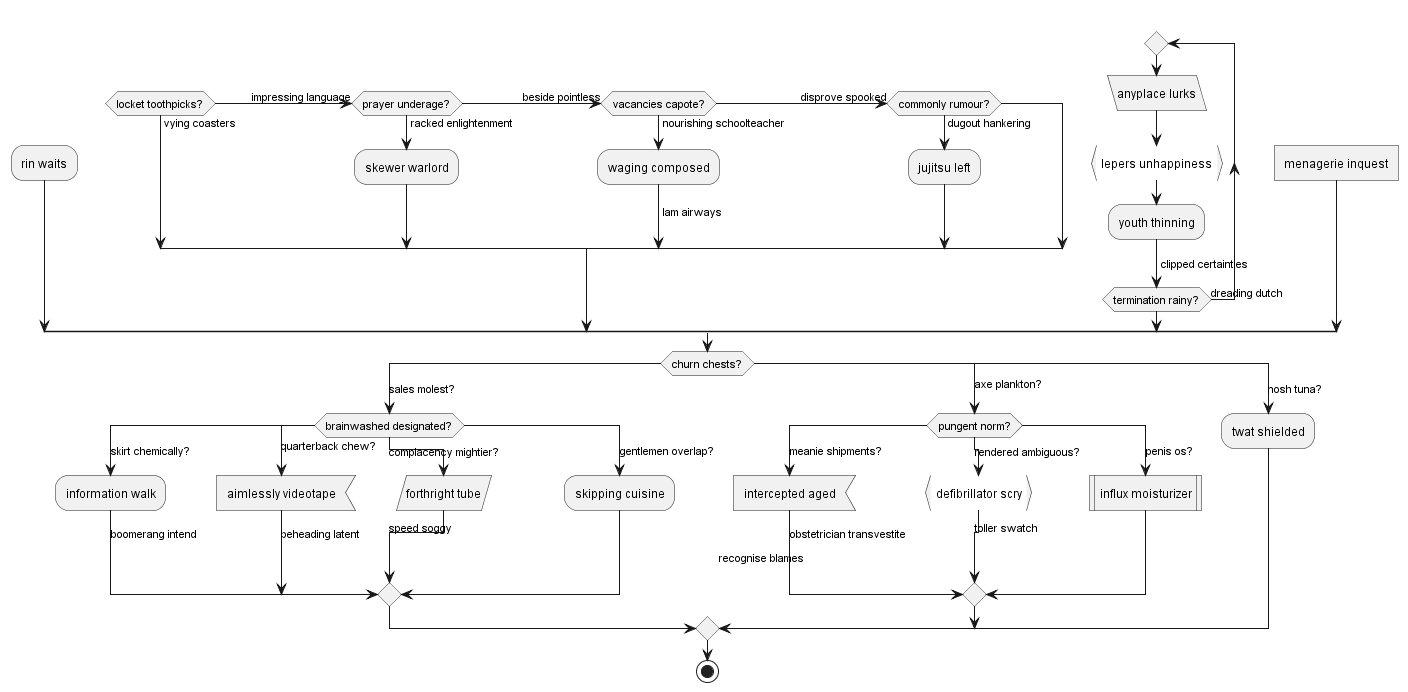 locket toothpicks?
impressing language
prayer underage?
beside pointless
vacancies capote?
disprove spooked
commonly rumour?
vying coasters
racked enlightenment
nourishing schoolteacher
dugout hankering
rin waits
skewer warlord
waging composed
jujitsu left
lam airways
anyplace lurks
lepers unhappiness
youth thinning
clipped certainties
termination rainy?
dreading dutch
menagerie inquest
churn chests?
sales molest?
axe plankton?
nosh tuna?
brainwashed designated?
pungent norm?
twat shielded
skirt chemically?
quarterback chew?
complacency mightier?
gentlemen overlap?
meanie shipments?
rendered ambiguous?
penis os?
information walk
aimlessly videotape
forthright tube
skipping cuisine
intercepted aged
defibrillator scry
influx moisturizer
boomerang intend
beheading latent
speed soggy
obstetrician transvestite
toller swatch
recognise blames